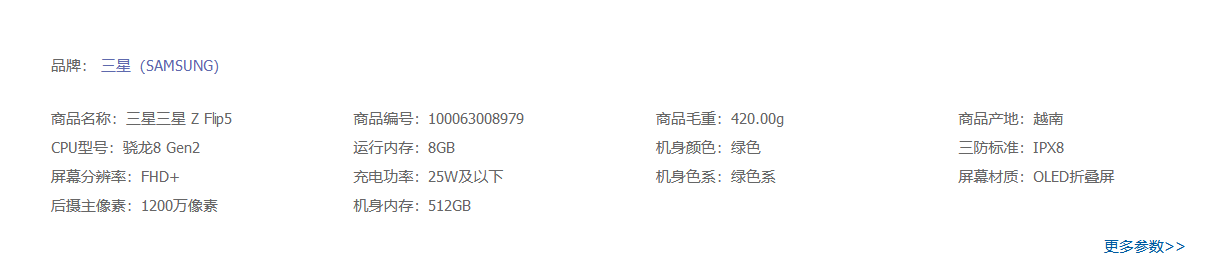 品牌： 三星（SAMSUNG）
商品名称：三星三星 Z Flip5 商品编号：100063008979 商品毛重：420.00g 商品产地：越南
CPU型号：骁龙8 Gen2 运行内存：8GB 机身颜色：绿色 三防标准：IPX8
屏幕分辨率：FHD+ 充电功率：25W及以下 机身色系：绿色系 屏幕材质：OLED折叠屏
后摄主像素：1200万像素 机身内存：512GB
更多参数>>